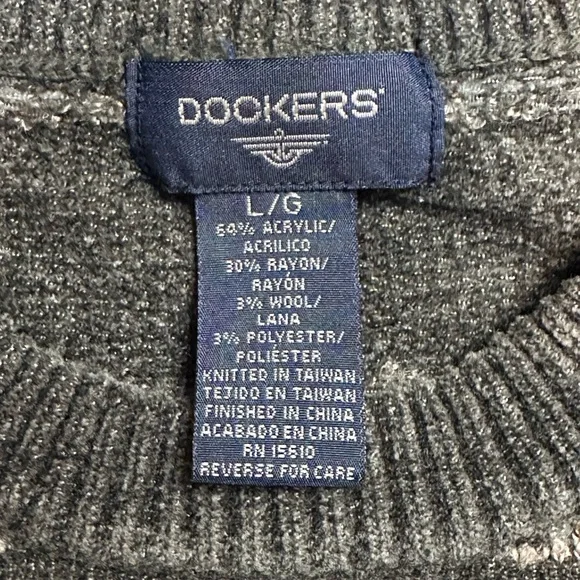 DOCKERS
L/G
64% ACRYLIC/
ACRILICO
30% RAYON/
RAYÓN
3% WOOL/
LANA
3% POLYESTER/
POLIÉSTER
KNITTED IN TAIWAN
TEJIDO EN TAIWAN
FINISHED IN CHINA
ACABADO EN CHINA
RN 15610
REVERSE FOR CARE